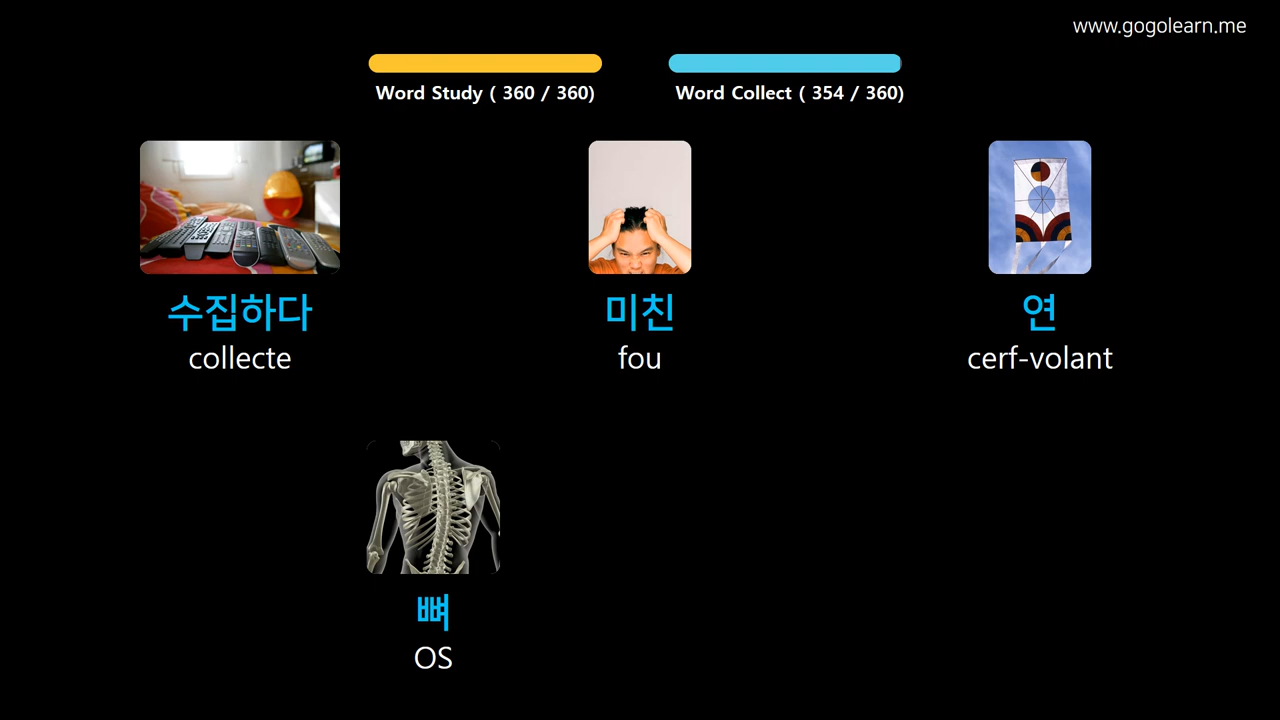 www.gogolearn.me
Word Study ( 360 / 360)
Word Collect ( 354 / 360)
수집하다
collecte
미친
fou
연
cerf-volant
뼈
OS